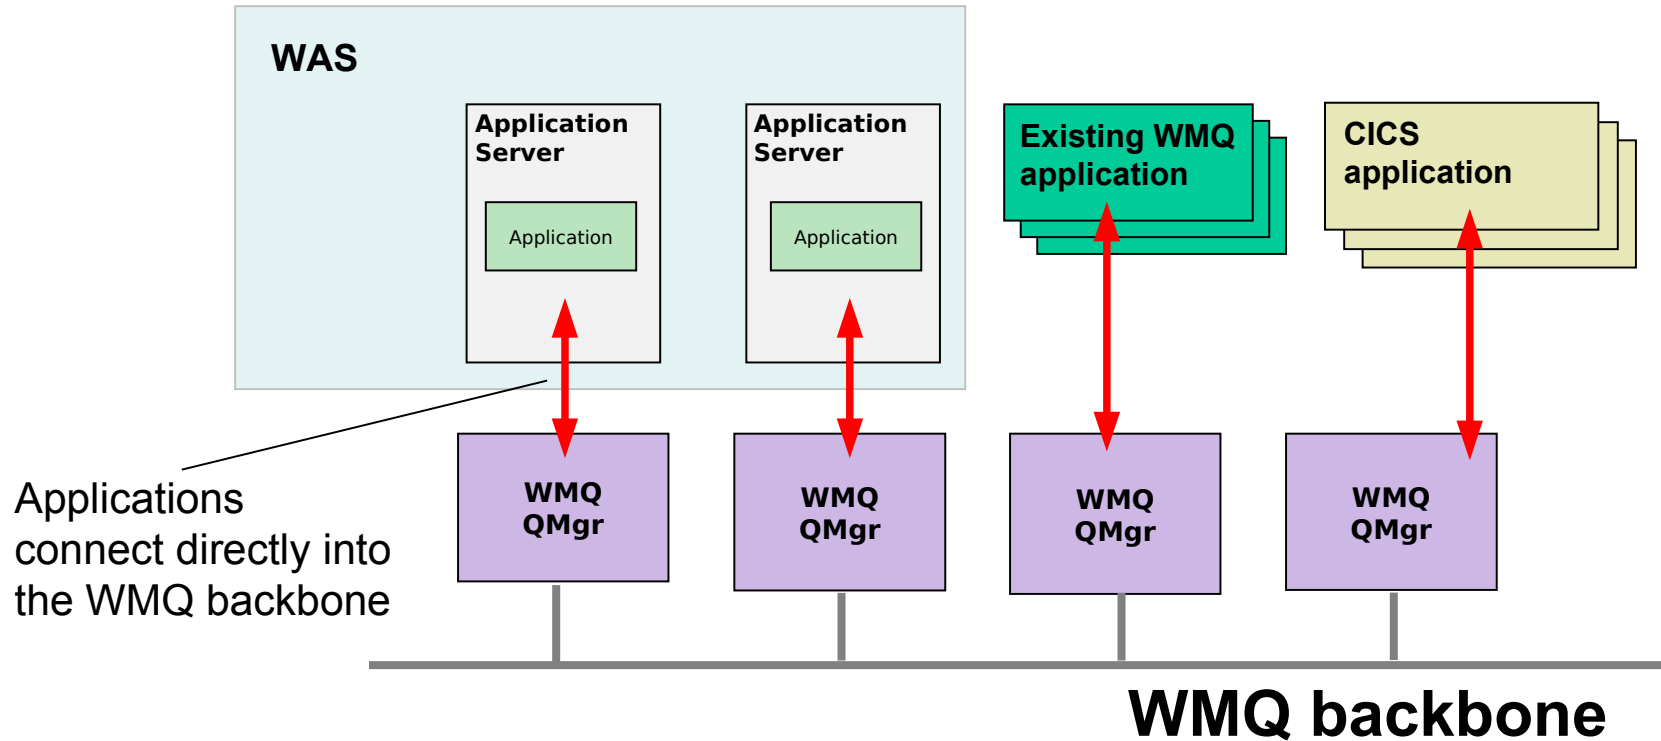 WAS
Application
Server
Application
Application
Server
Application
Existing WMQ
application
CICS
application
Applications
connect directly into
the WMQ backbone
WMQ
QMgr
WMQ
QMgr
WMQ
QMgr
WMQ
QMgr
WMQ backbone